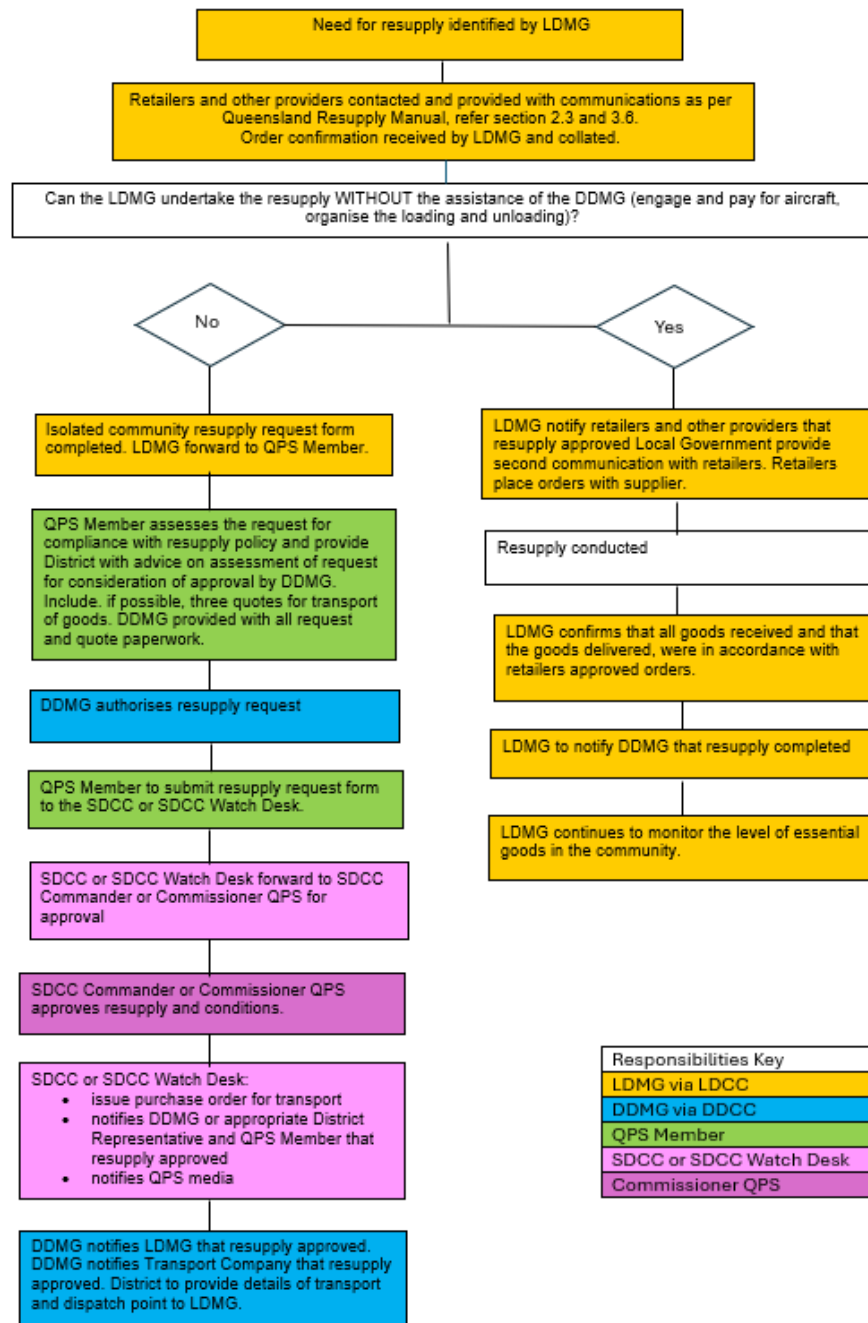 Need for resupply identified by LDMG
Retailers and other providers contacted and provided with communications as per
Queensland Resupply Manual, refer section 2.3 and 3.6.
Order confirmation received by LDMG and collated.
Can the LDMG undertake the resupply WITHOUT the assistance of the DDMG (engage and pay for aircraft,
organise the loading and unloading)?
No
Yes
Isolated community resupply request form
completed. LDMG forward to QPS Member.
QPS Member assesses the request for
compliance with resupply policy and provide
District with advice on assessment of request
for consideration of approval by DDMG.
Include. if possible, three quotes for transport
of goods. DDMG provided with all request
and quote paperwork.
DDMG authorises resupply request
QPS Member to submit resupply request form
to the SDCC or SDCC Watch Desk.
SDCC or SDCC Watch Desk forward to SDCC
Commander or Commissioner QPS for
approval
SDCC Commander or Commissioner QPS
approves resupply and conditions.
SDCC or SDCC Watch Desk:
• issue purchase order for transport
• notifies DDMG or appropriate District
Representative and QPS Member that
resupply approved
• notifies QPS media
DDMG notifies LDMG that resupply approved.
DDMG notifies Transport Company that resupply
approved. District to provide details of transport
and dispatch point to LDMG.
LDMG notify retailers and other providers that
resupply approved Local Government provide
second communication with retailers. Retailers
place orders with supplier.
Resupply conducted
LDMG confirms that all goods received and that
the goods delivered, were in accordance with
retailers approved orders.
LDMG to notify DDMG that resupply completed
LDMG continues to monitor the level of essential
goods in the community.
Responsibilities Key
LDMG via LDCC
DDMG via DDCC
QPS Member
SDCC or SDCC Watch Desk
Commissioner QPS